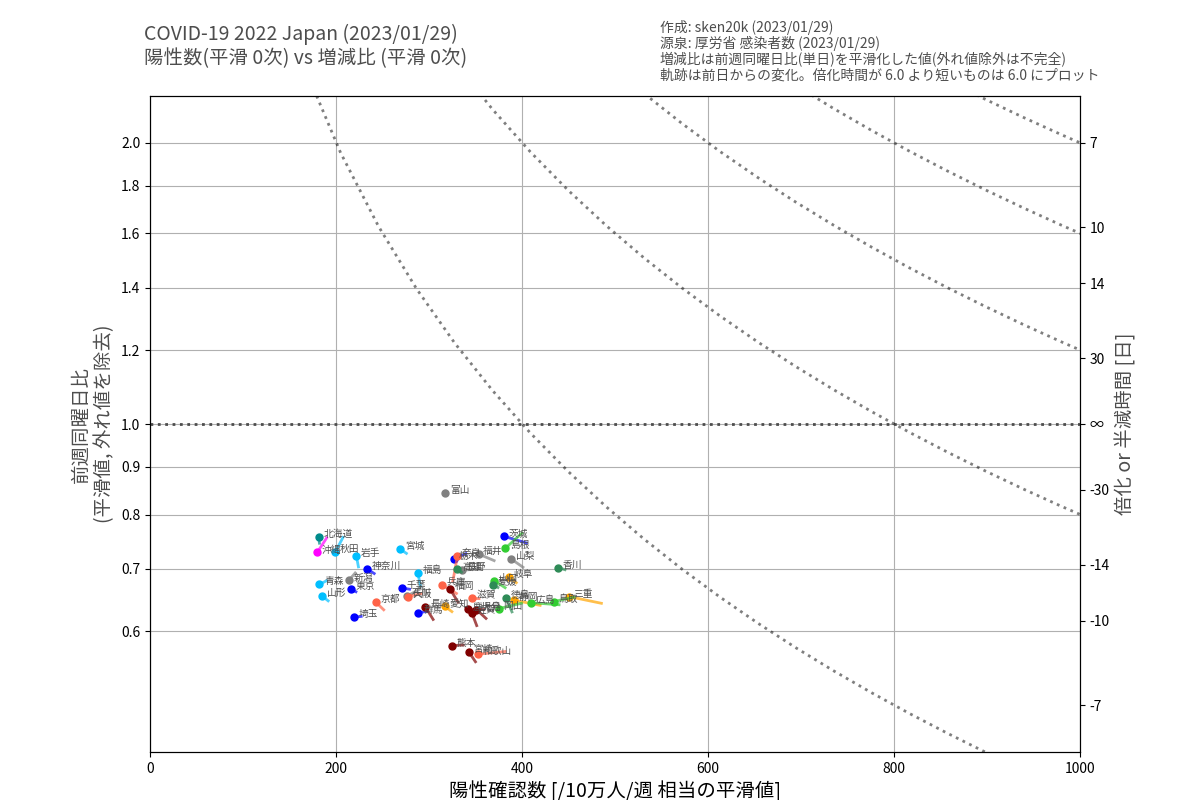 COVID-19 2022 Japan (2023/01/29)
陽性数(平滑 0次) vs 増減比 (平滑 0次)
作成: sken20k (2023/01/29)
源泉: 厚労省 感染者数 (2023/01/29)
増減比は前週同曜日比(単日)を平滑化した値(外れ値除外は不完全)
軌跡は前日からの変化。倍化時間が 6.0 より短いものは 6.0 にプロット
前週同曜日比
(平滑値, 外れ値を除去)
2.0
1.8
1.6
1.4
1.2
1.0
0.9
0.8
0.7
0.6
7
10
14
30
∞
-30
-14
-10
-7
倍化 or 半減時間 [日]
富山
北海道
沖縄
秋田
岩手
宮城
茨城
島根
福井
山梨
香川
神奈川
福島
岐阜
青森
新潟
東京
千葉
山形
京都
埼玉
滋賀
福岡
長崎
愛知
愛媛
徳島
広島
鳥取
三重
熊本
宮崎
和歌山
0
200
400
600
800
1000
陽性確認数 [/10万人/週 相当の平滑値]